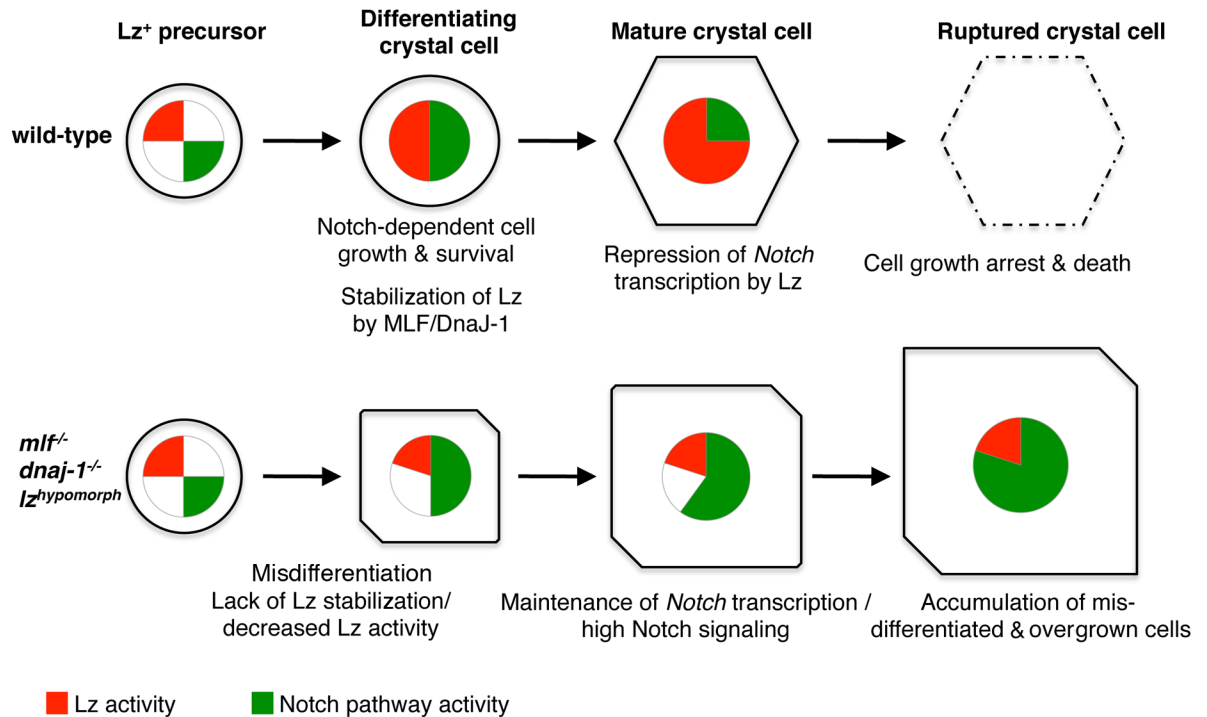 Lz⁺ precursor
Differentiating
crystal cell
Mature crystal cell
Ruptured crystal cell
wild-type
Notch-dependent cell
growth & survival
Stabilization of Lz
by MLF/DnaJ-1
Repression of Notch
transcription by Lz
Cell growth arrest & death
mlf⁻/⁻
dnaj-1⁻/⁻
lzʰʸᵖᵒᵐᵒʳᵖʰ
Misdifferentiation
Lack of Lz stabilization/
decreased Lz activity
Maintenance of Notch transcription /
high Notch signaling
Accumulation of mis-
differentiated & overgrown cells
Lz activity
Notch pathway activity